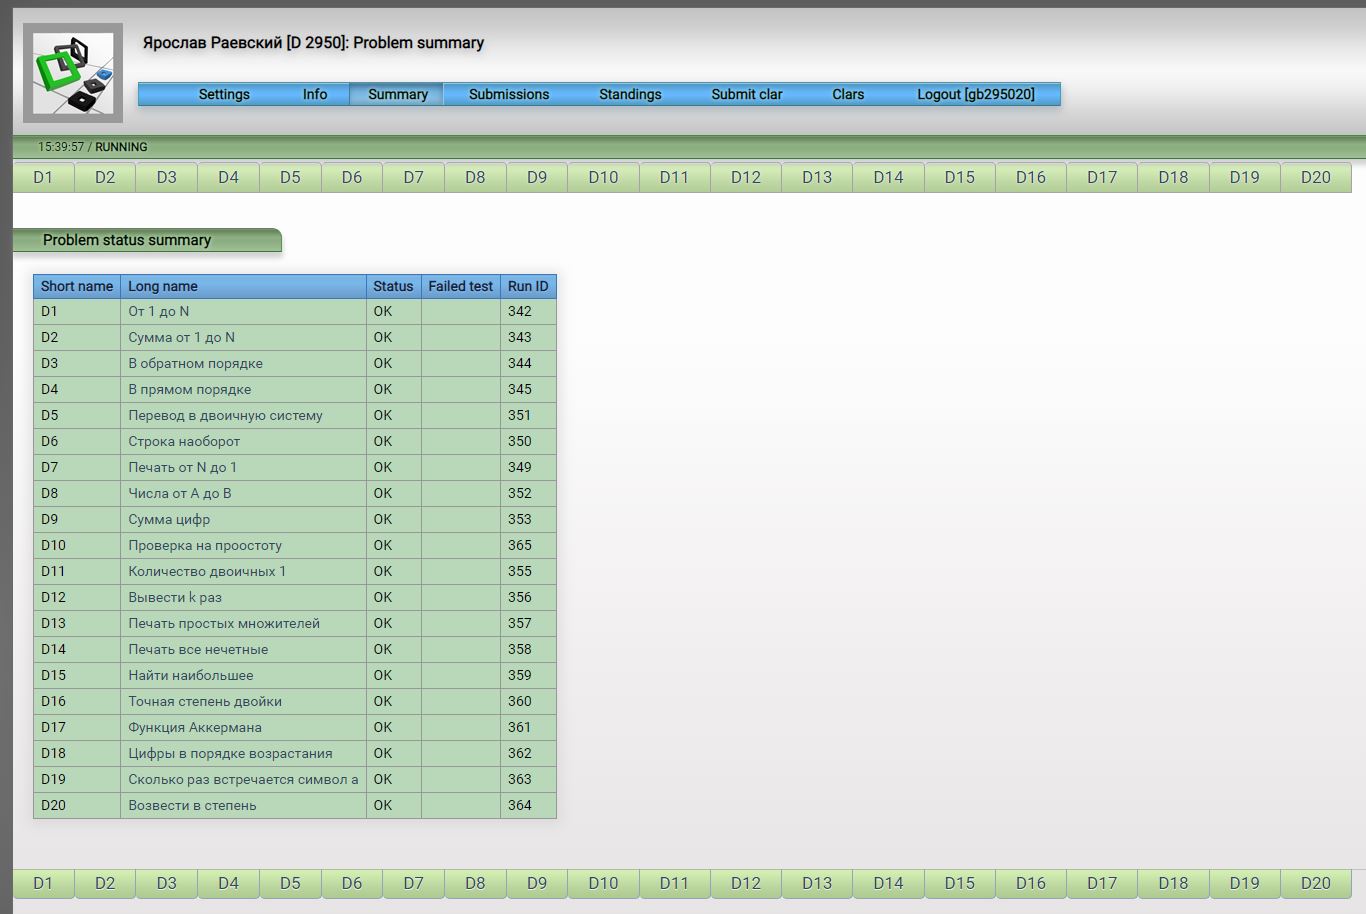 Ярослав Раевский [D 2950]: Problem summary
Settings Info Summary Submissions Standings Submit clar Clars Logout [gb295020]
15:39:57 / RUNNING
D1 D2 D3 D4 D5 D6 D7 D8 D9 D10 D11 D12 D13 D14 D15 D16 D17 D18 D19 D20
Problem status summary
Short name Long name Status Failed test Run ID
D1 От 1 до N OK 342
D2 Сумма от 1 до N OK 343
D3 В обратном порядке OK 344
D4 В прямом порядке OK 345
D5 Перевод в двоичную систему OK 351
D6 Строка наоборот OK 350
D7 Печать от N до 1 OK 349
D8 Числа от A до B OK 352
D9 Сумма цифр OK 353
D10 Проверка на проостоту OK 365
D11 Количество двоичных 1 OK 355
D12 Вывести k раз OK 356
D13 Печать простых множителей OK 357
D14 Печать все нечетные OK 358
D15 Найти наибольшее OK 359
D16 Точная степень двойки OK 360
D17 Функция Аккермана OK 361
D18 Цифры в порядке возрастания OK 362
D19 Сколько раз встречается символ a OK 363
D20 Возвести в степень OK 364
D1 D2 D3 D4 D5 D6 D7 D8 D9 D10 D11 D12 D13 D14 D15 D16 D17 D18 D19 D20